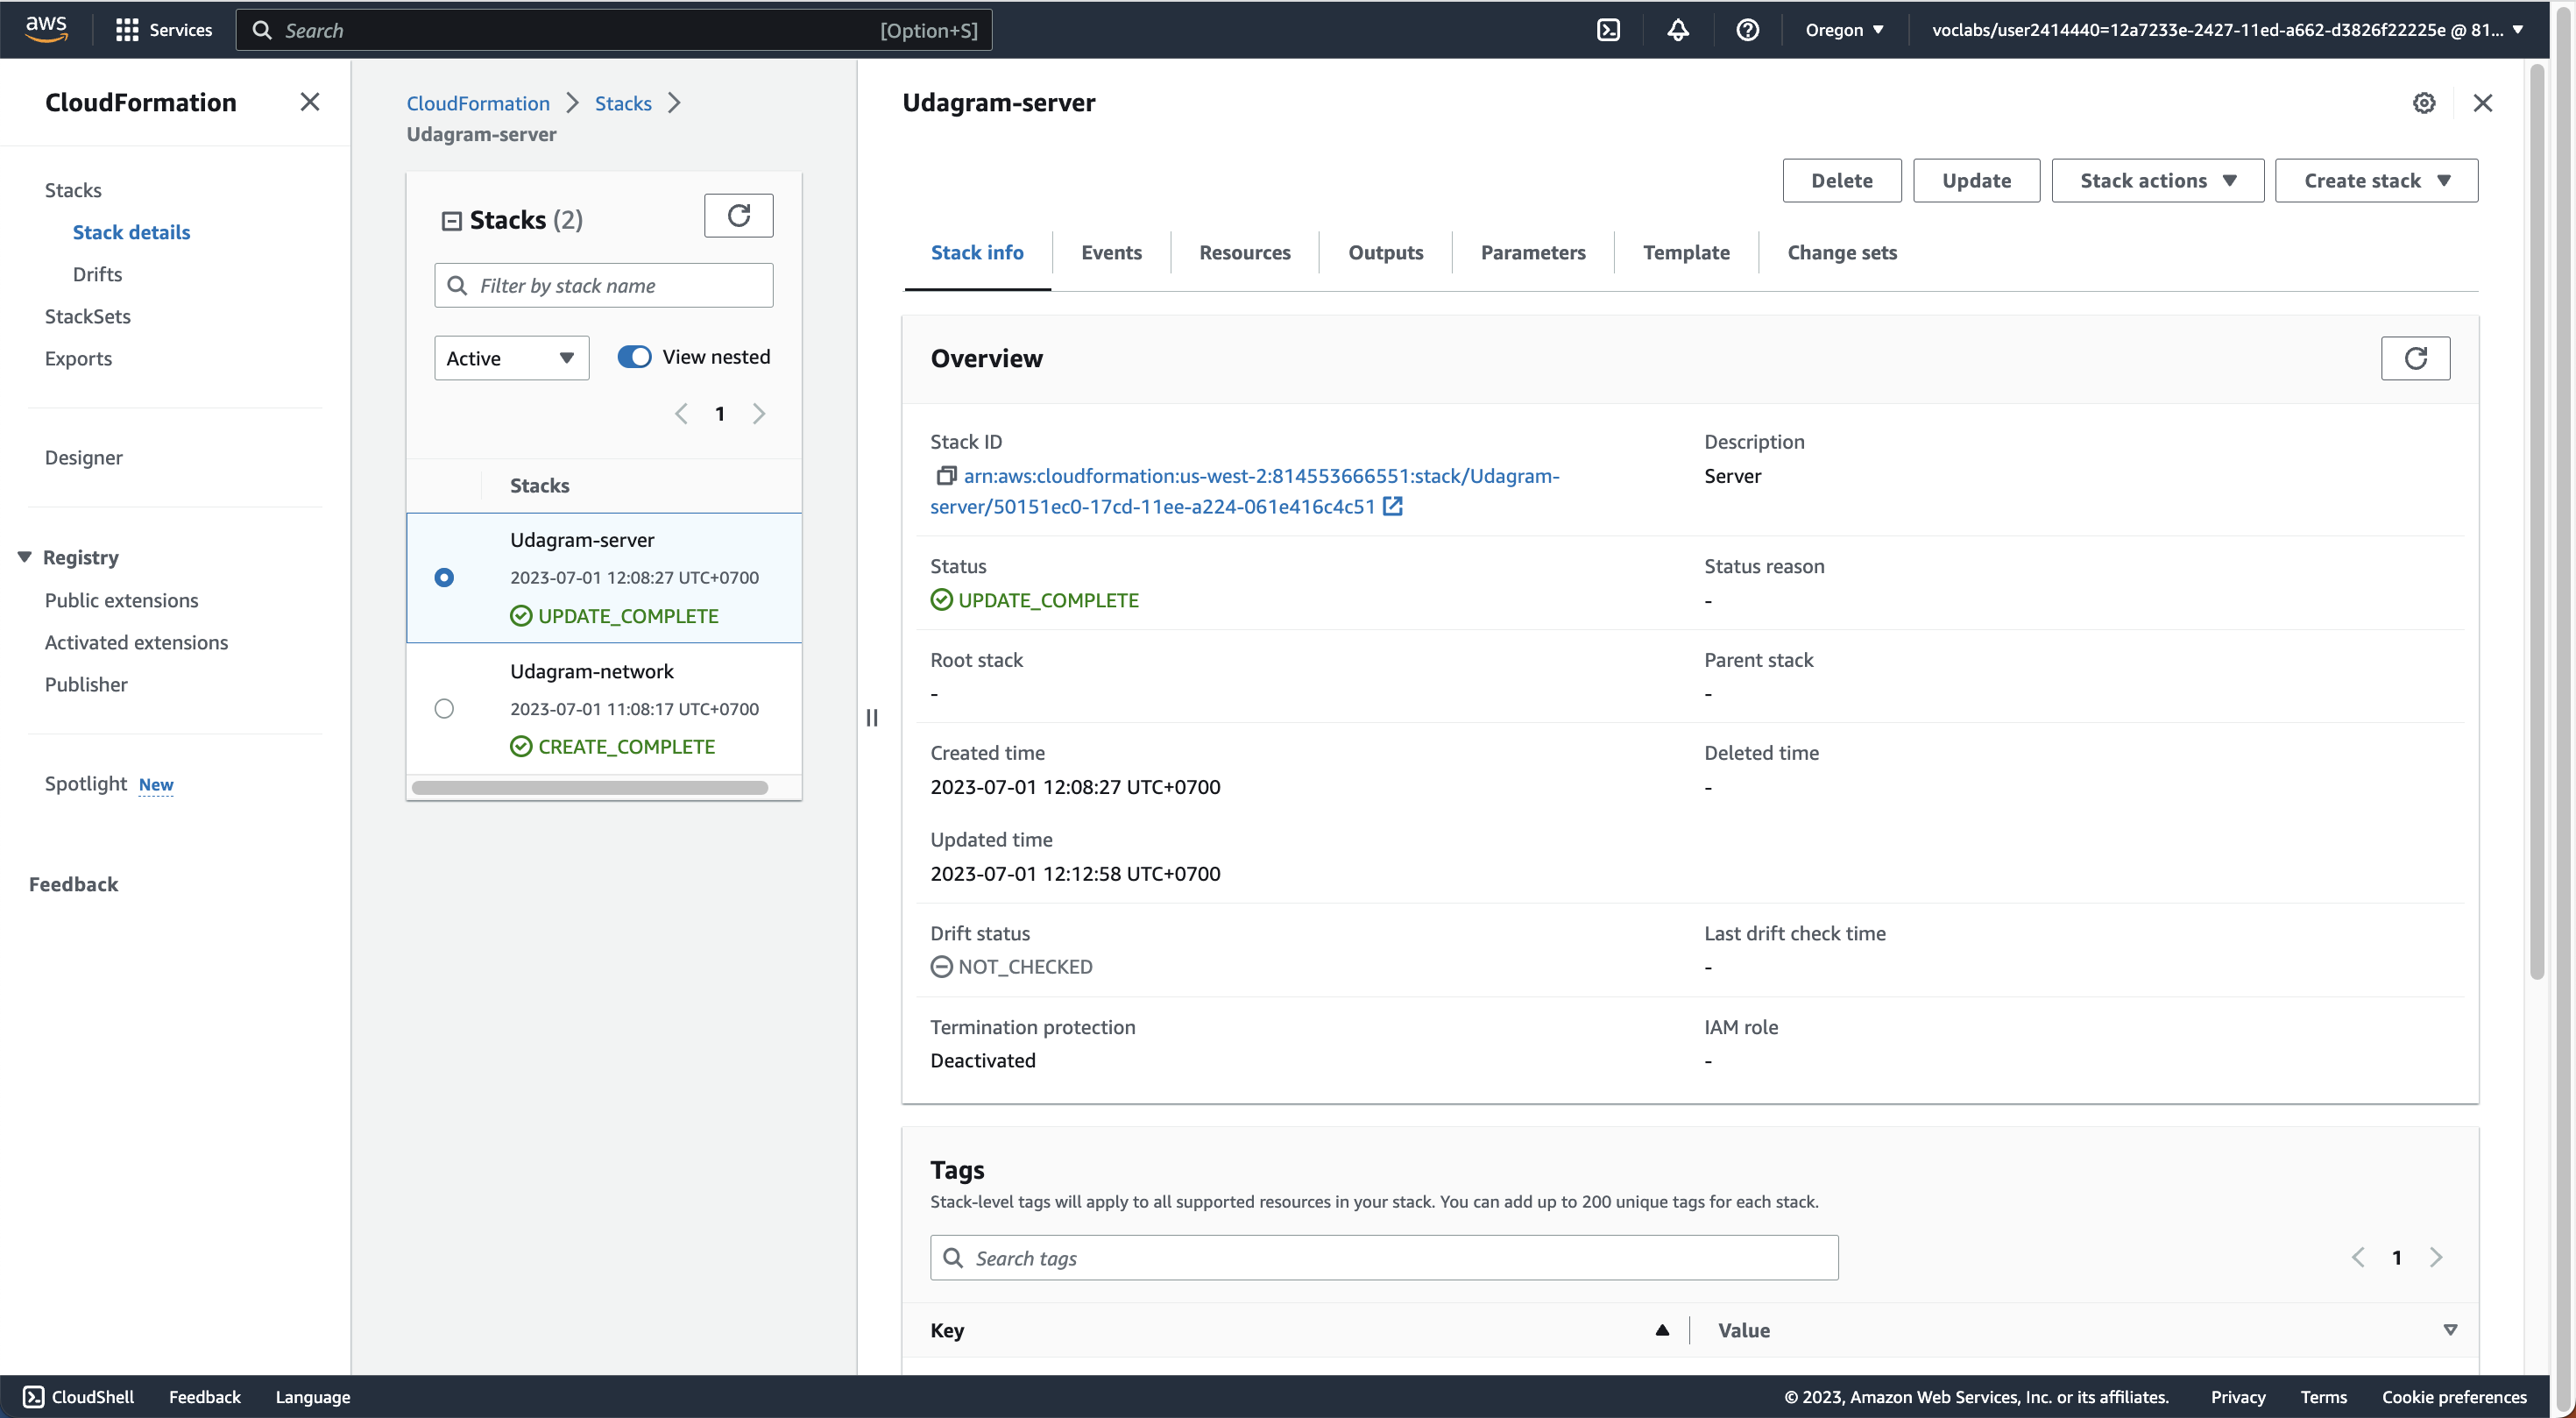 aws
Services
Search
[Option+S]
Oregon
voclabs/user2414440=12a7233e-2427-11ed-a662-d3826f22225e @ 81...
CloudFormation
Stacks
Stack details
Drifts
StackSets
Exports
Designer
Registry
Public extensions
Activated extensions
Publisher
Spotlight New
Feedback
CloudFormation
Stacks
Udagram-server
Stacks (2)
Filter by stack name
Active
View nested
1
Stacks
Udagram-server
2023-07-01 12:08:27 UTC+0700
UPDATE_COMPLETE
Udagram-network
2023-07-01 11:08:17 UTC+0700
CREATE_COMPLETE
Udagram-server
Delete
Update
Stack actions
Create stack
Stack info
Events
Resources
Outputs
Parameters
Template
Change sets
Overview
Stack ID
arn:aws:cloudformation:us-west-2:814553666551:stack/Udagram-
server/50151ec0-17cd-11ee-a224-061e416c4c51
Description
Server
Status
UPDATE_COMPLETE
Status reason
-
Root stack
-
Parent stack
-
Created time
2023-07-01 12:08:27 UTC+0700
Deleted time
-
Updated time
2023-07-01 12:12:58 UTC+0700
Drift status
NOT_CHECKED
Last drift check time
-
Termination protection
Deactivated
IAM role
-
Tags
Stack-level tags will apply to all supported resources in your stack. You can add up to 200 unique tags for each stack.
Search tags
1
Key
Value
CloudShell
Feedback
Language
© 2023, Amazon Web Services, Inc. or its affiliates.
Privacy
Terms
Cookie preferences